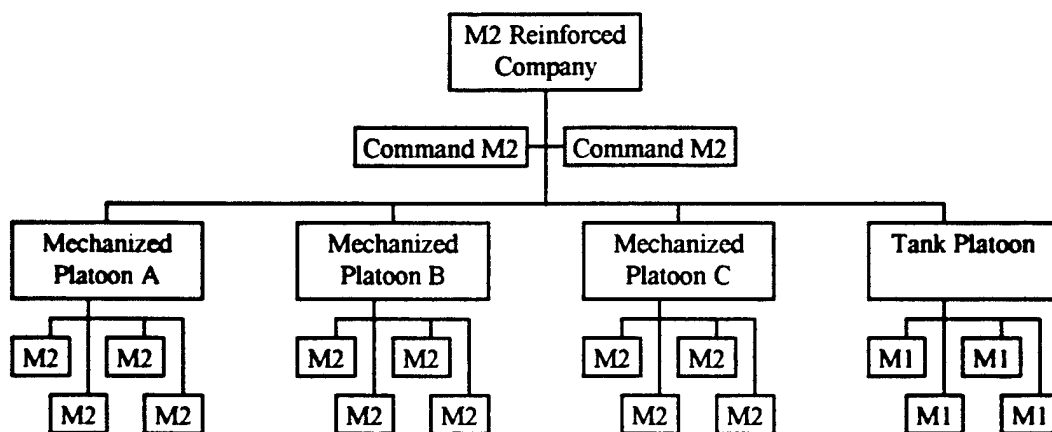 M2 Reinforced
Company
Command M2
Command M2
Mechanized
Platoon A
Mechanized
Platoon B
Mechanized
Platoon C
Tank Platoon
M2
M2
M2
M2
M2
M2
M2
M2
M2
M2
M2
M2
M1
M1
M1
M1